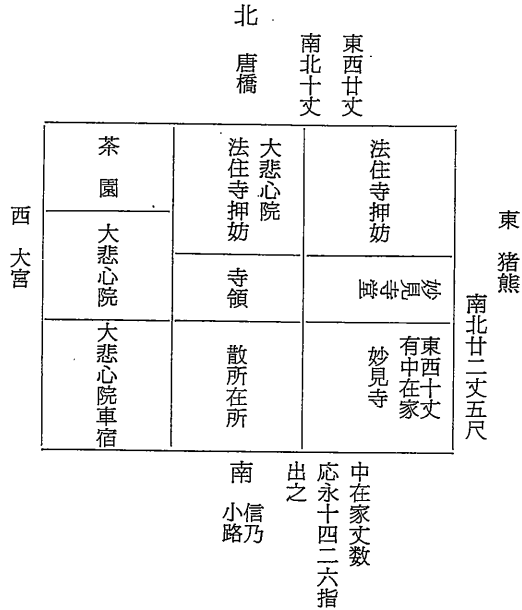 北
唐橋
東西廿丈
南北十丈
東
猪熊
南北廿二丈五尺
法住寺押妨
妙見寺堂
東西十丈
有中在家
妙見寺
大悲心院
法住寺押妨
寺領
散所在所
茶園
大悲心院
大悲心院車宿
西
大宮
中在家丈数
応永十四二六指
出之
南
信乃
小路